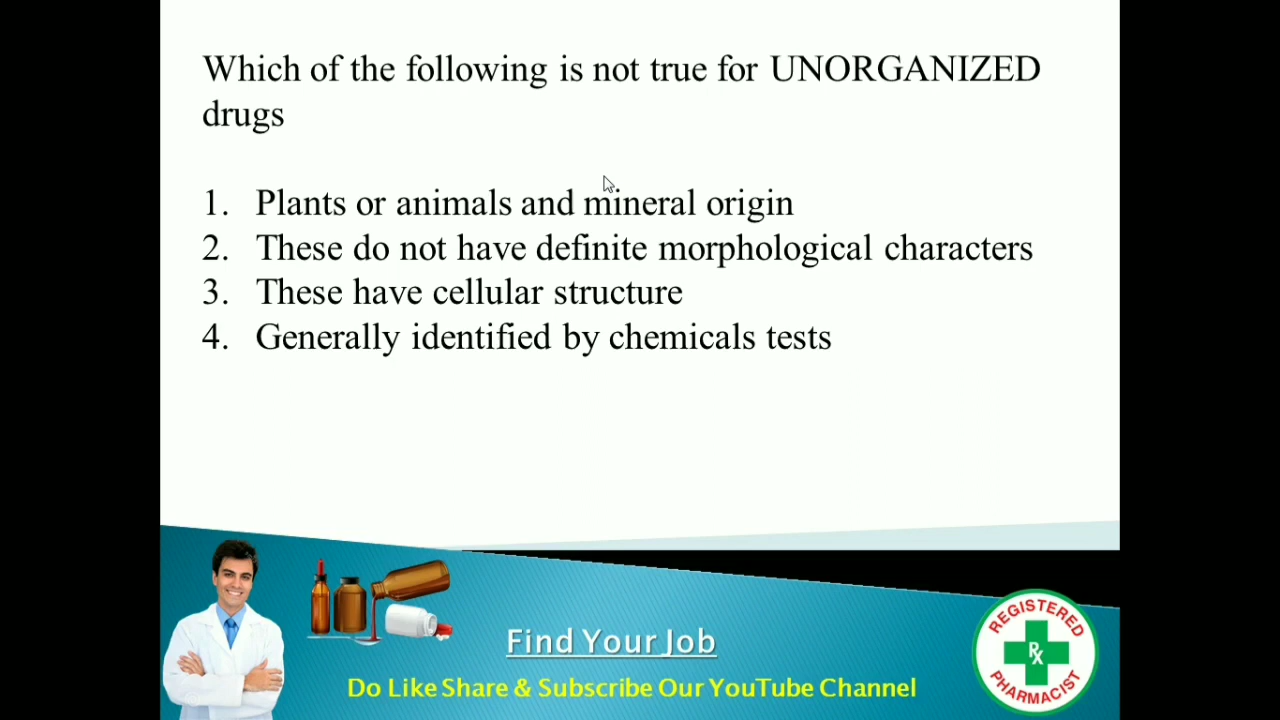 Which of the following is not true for UNORGANIZED
drugs
1. Plants or animals and mineral origin
2. These do not have definite morphological characters
3. These have cellular structure
4. Generally identified by chemicals tests
Find Your Job
Do Like Share & Subscribe Our YouTube Channel
REGISTERED
Rx
PHARMACIST